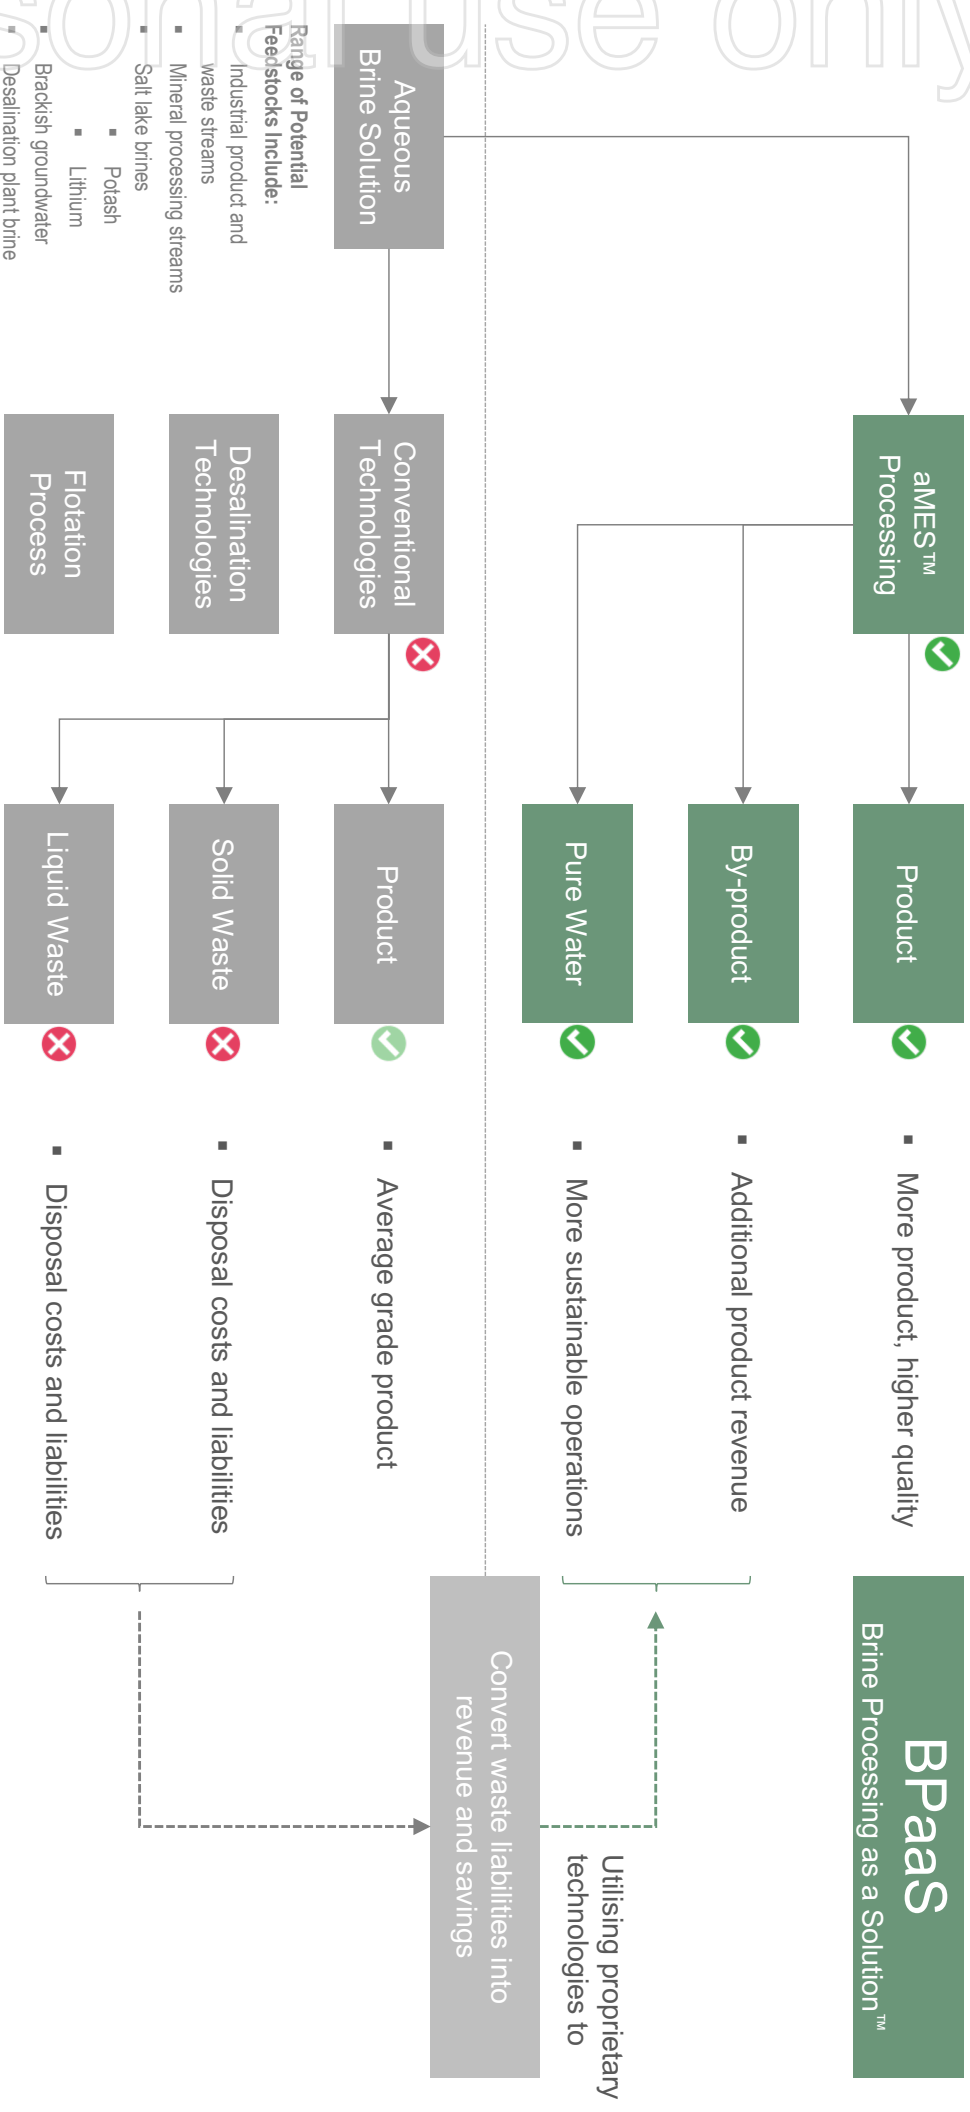 BPaaS
Brine Processing as a Solution™
aMES™
Processing
Product
More product, higher quality
By-product
Additional product revenue
Pure Water
More sustainable operations
Utilising proprietary
technologies to
Convert waste liabilities into
revenue and savings
Aqueous
Brine Solution
Conventional
Technologies
Product
Average grade product
Range of Potential
Feedstocks Include:
Industrial product and
waste streams
Mineral processing streams
Salt lake brines
Potash
Lithium
Brackish groundwater
Desalination plant brine
Desalination
Technologies
Solid Waste
Disposal costs and liabilities
Flotation
Process
Liquid Waste
Disposal costs and liabilities
use only